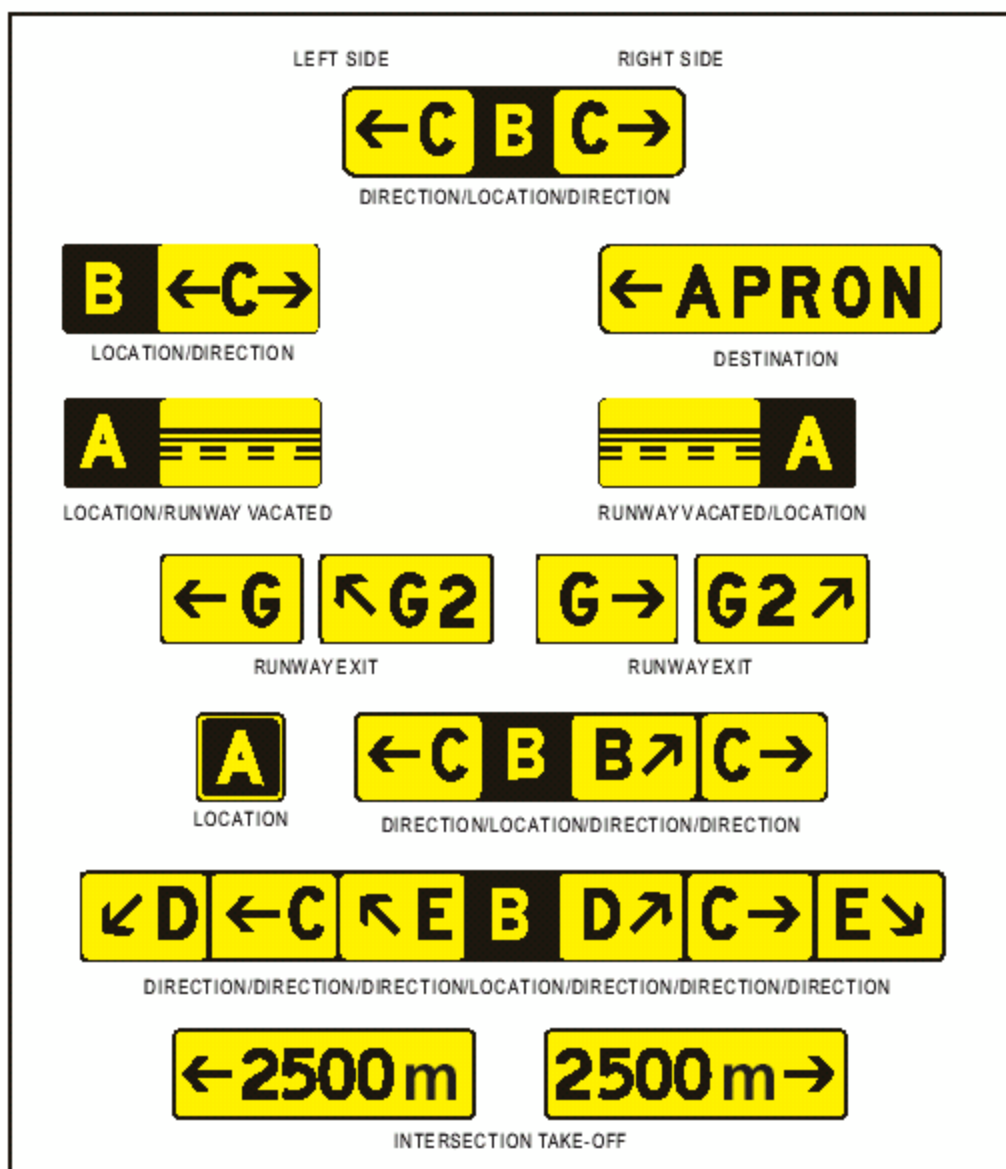 LEFT SIDE RIGHT SIDE
←C B C→
DIRECTION/LOCATION/DIRECTION
B ←C→ ←APRON
LOCATION/DIRECTION DESTINATION
A A
LOCATION/RUNWAY VACATED RUNWAY VACATED/LOCATION
←G ↖G2 G→ G2↗
RUNWAY EXIT RUNWAY EXIT
A ←C B B↗ C→
LOCATION DIRECTION/LOCATION/DIRECTION/DIRECTION
↙D ←C ↖E B D↗ C→ E↘
DIRECTION/DIRECTION/DIRECTION/LOCATION/DIRECTION/DIRECTION/DIRECTION
←2500m 2500m→
INTERSECTION TAKE-OFF